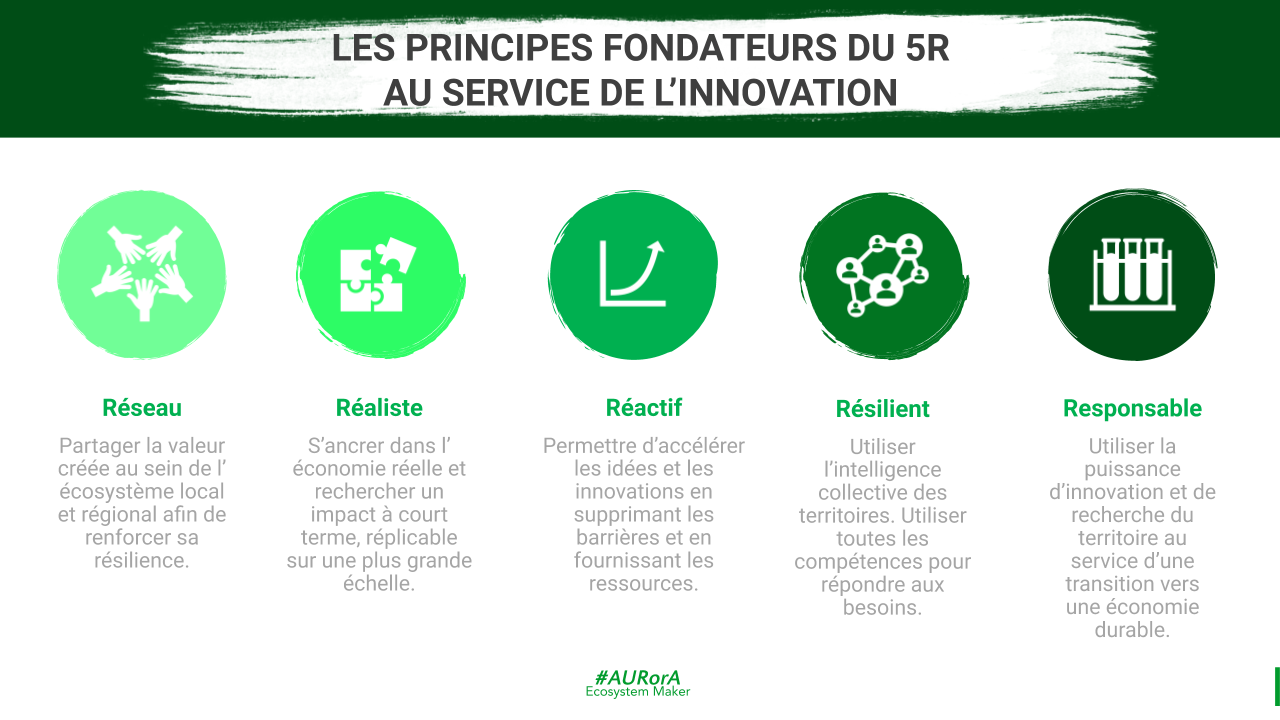 LES PRINCIPES FONDATEURS DU 5R
AU SERVICE DE L'INNOVATION
Réseau
Partager la valeur
créée au sein de l'
écosystème local
et régional afin de
renforcer sa
résilience.
Réaliste
S'ancrer dans l'
économie réelle et
rechercher un
impact à court
terme, réplicable
sur une plus grande
échelle.
Réactif
Permettre d'accélérer
les idées et les
innovations en
supprimant les
barrières et en
fournissant les
ressources.
Résilient
Utiliser
l'intelligence
collective des
territoires. Utiliser
toutes les
compétences pour
répondre aux
besoins.
Responsable
Utiliser la
puissance
d'innovation et de
recherche du
territoire au
service d'une
transition vers
une économie
durable.
#AURorA
Ecosystem Maker